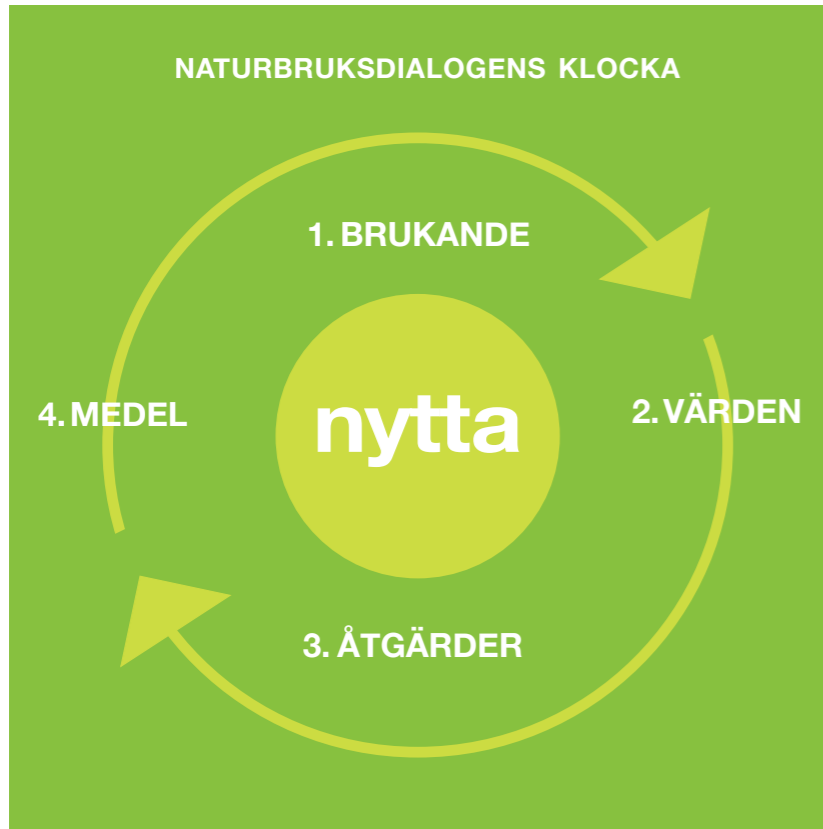 NATURBRUKSDIALOGENS KLOCKA
1. BRUKANDE
4. MEDEL
nytta
2. VÄRDEN
3. ÅTGÄRDER